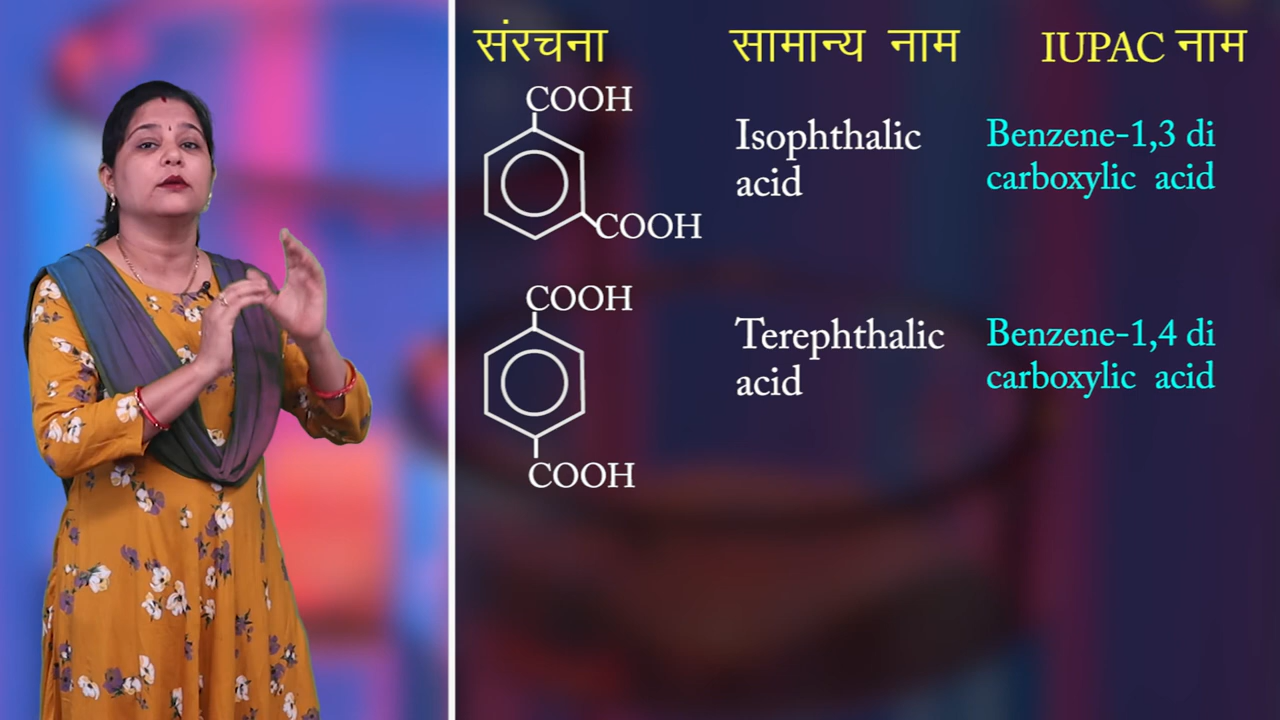 संरचना सामान्य नाम IUPAC नाम
COOH
Isophthalic Benzene-1,3 di
acid carboxylic acid
COOH
COOH
Terephthalic Benzene-1,4 di
acid carboxylic acid
COOH